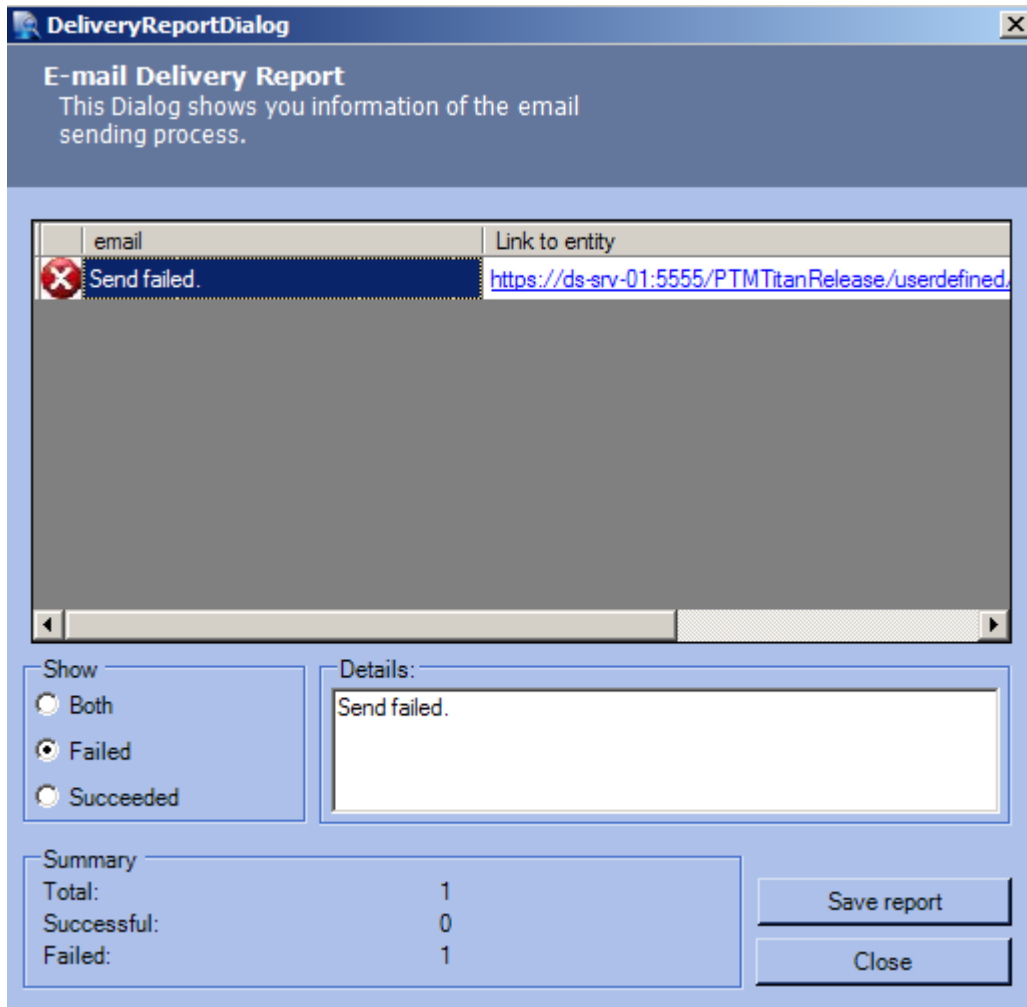 DeliveryReportDialog
E-mail Delivery Report
This Dialog shows you information of the email
sending process.
email Link to entity
Send failed. https://ds-srv-01:5555/PTMTitanRelease/userdefined/
Show
Both
Failed
Succeeded
Details:
Send failed.
Summary
Total: 1
Successful: 0
Failed: 1
Save report
Close